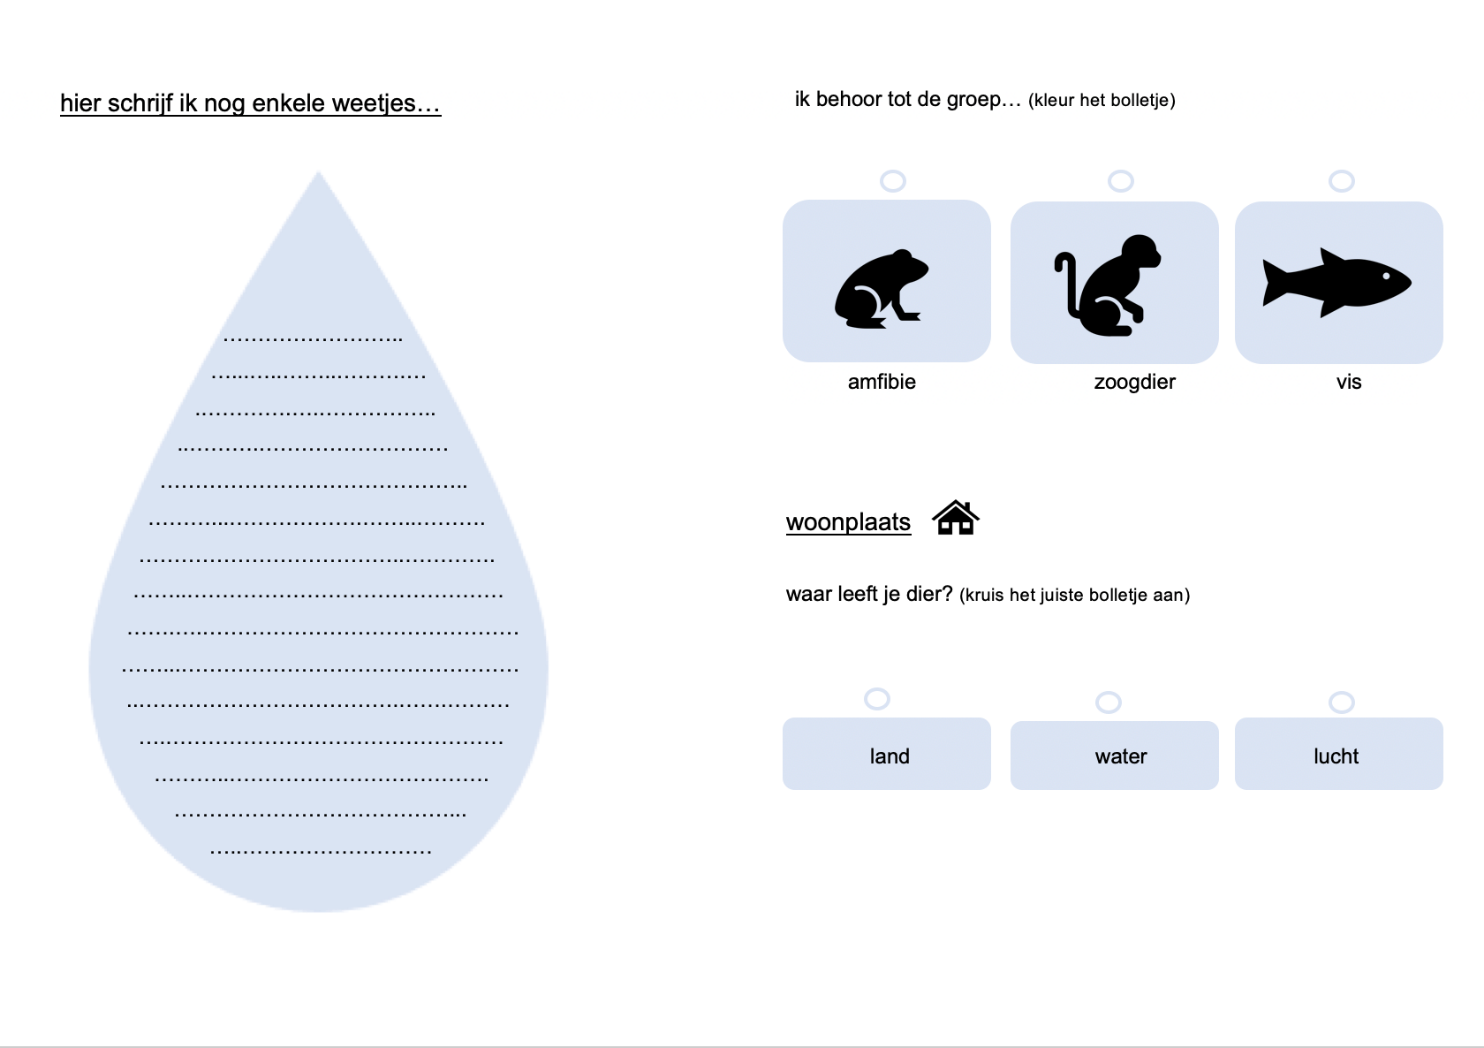 hier schrijf ik nog enkele weetjes…
ik behoor tot de groep… (kleur het bolletje)
amfibie
zoogdier
vis
woonplaats
waar leeft je dier? (kruis het juiste bolletje aan)
land
water
lucht